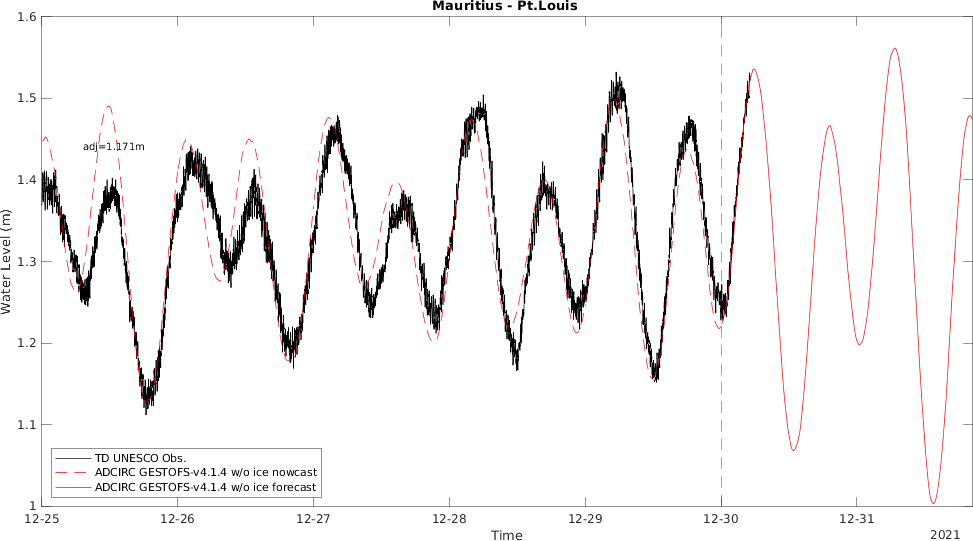 Mauritius - Pt.Louis
1.6
1.5
1.4
1.3
1.2
1.1
1
Water Level (m)
adj=1.171m
TD UNESCO Obs.
ADCIRC GESTOFS-v4.1.4 w/o ice nowcast
ADCIRC GESTOFS-v4.1.4 w/o ice forecast
12-25 12-26 12-27 12-28 12-29 12-30 12-31
Time
2021